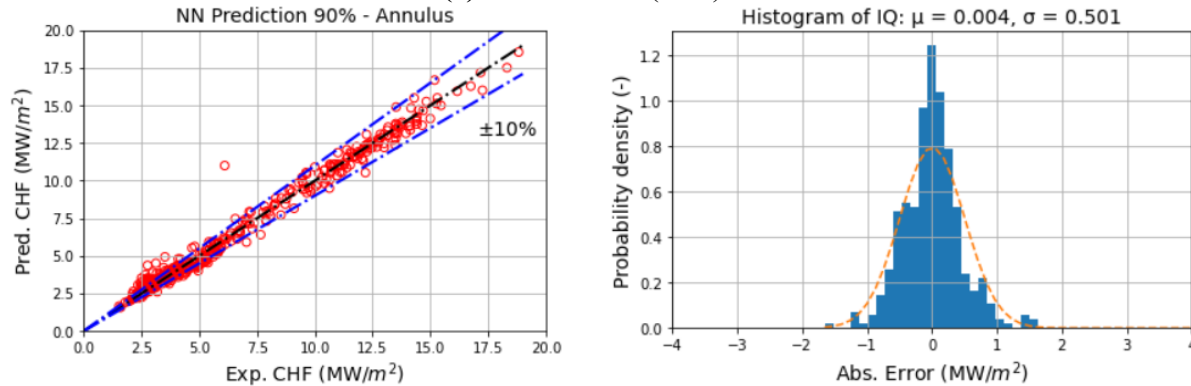 NN Prediction 90% - Annulus
20.0
17.5
15.0
12.5
10.0
7.5
5.0
2.5
0.0
Pred. CHF (MW/m²)
±10%
0.0 2.5 5.0 7.5 10.0 12.5 15.0 17.5 20.0
Exp. CHF (MW/m²)
Histogram of IQ: μ = 0.004, σ = 0.501
1.2
1.0
0.8
0.6
0.4
0.2
0.0
Probability density (-)
−4 −3 −2 −1 0 1 2 3 4
Abs. Error (MW/m²)